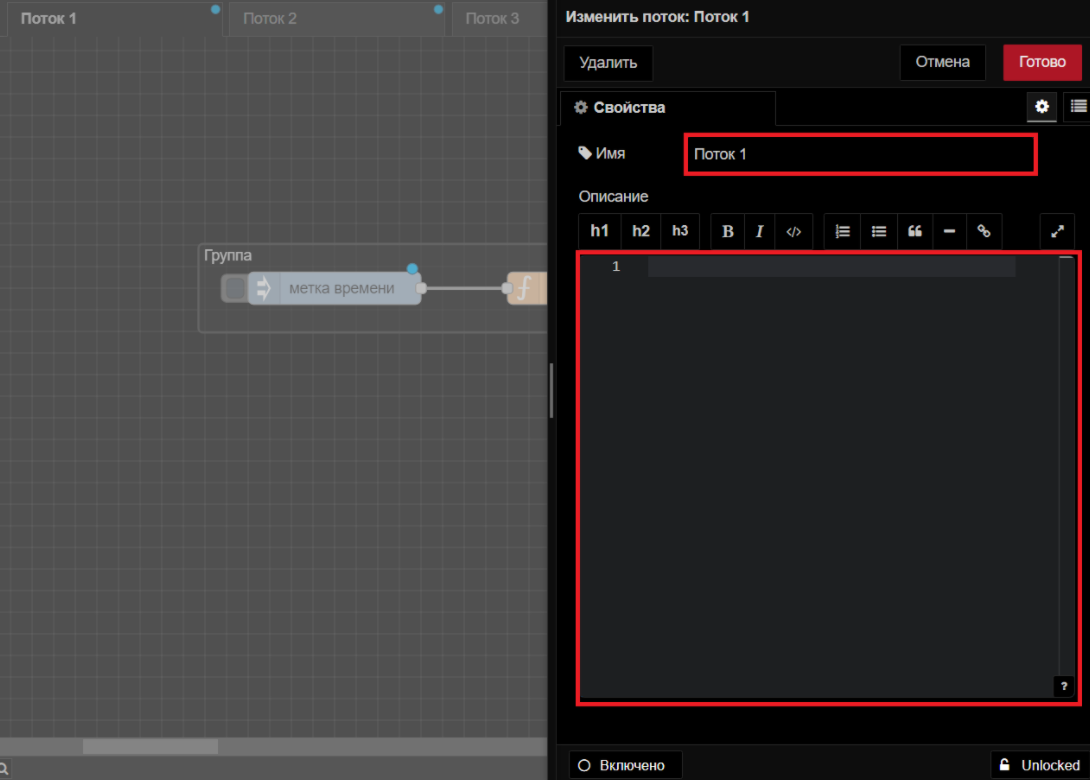 Поток 1
Поток 2
Поток 3
Группа
метка времени
Изменить поток: Поток 1
Удалить
Отмена
Готово
Свойства
Имя
Поток 1
Описание
h1 h2 h3 B I </>
1
?
Включено
Unlocked